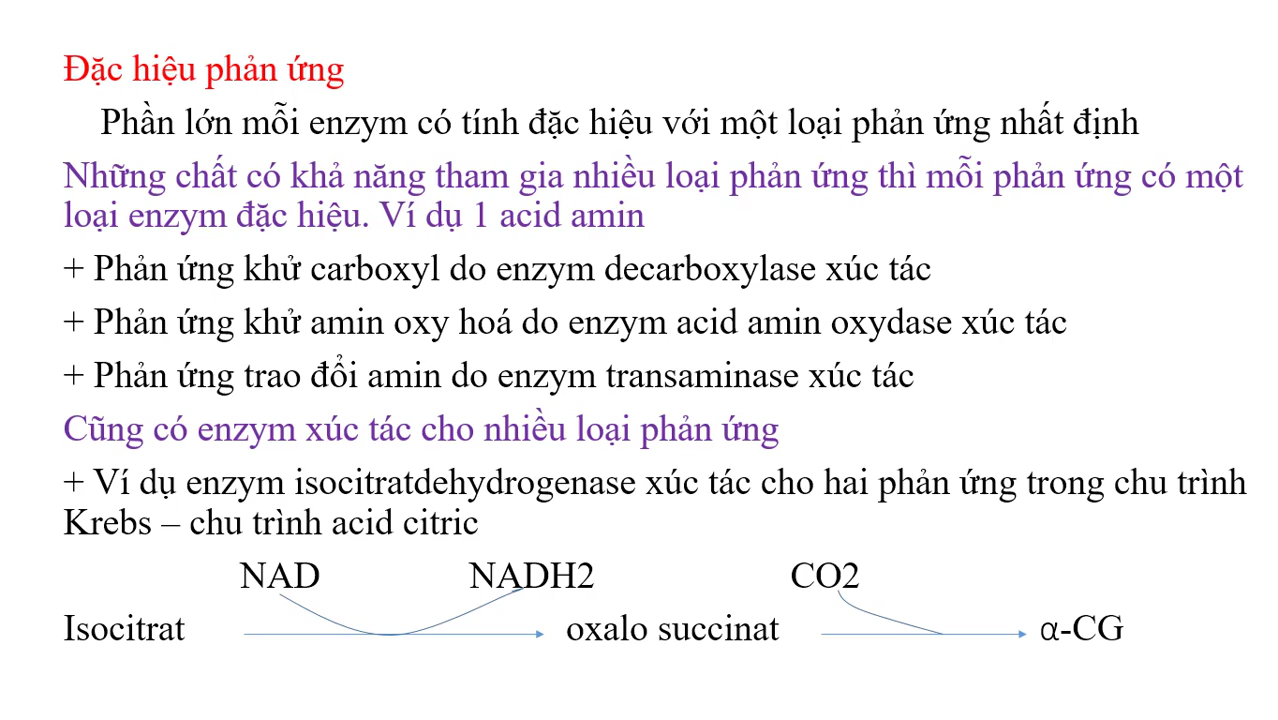 Đặc hiệu phản ứng
Phần lớn mỗi enzym có tính đặc hiệu với một loại phản ứng nhất định
Những chất có khả năng tham gia nhiều loại phản ứng thì mỗi phản ứng có một
loại enzym đặc hiệu. Ví dụ 1 acid amin
+ Phản ứng khử carboxyl do enzym decarboxylase xúc tác
+ Phản ứng khử amin oxy hoá do enzym acid amin oxydase xúc tác
+ Phản ứng trao đổi amin do enzym transaminase xúc tác
Cũng có enzym xúc tác cho nhiều loại phản ứng
+ Ví dụ enzym isocitratdehydrogenase xúc tác cho hai phản ứng trong chu trình
Krebs – chu trình acid citric
NAD NADH2 CO2
Isocitrat oxalo succinat α-CG